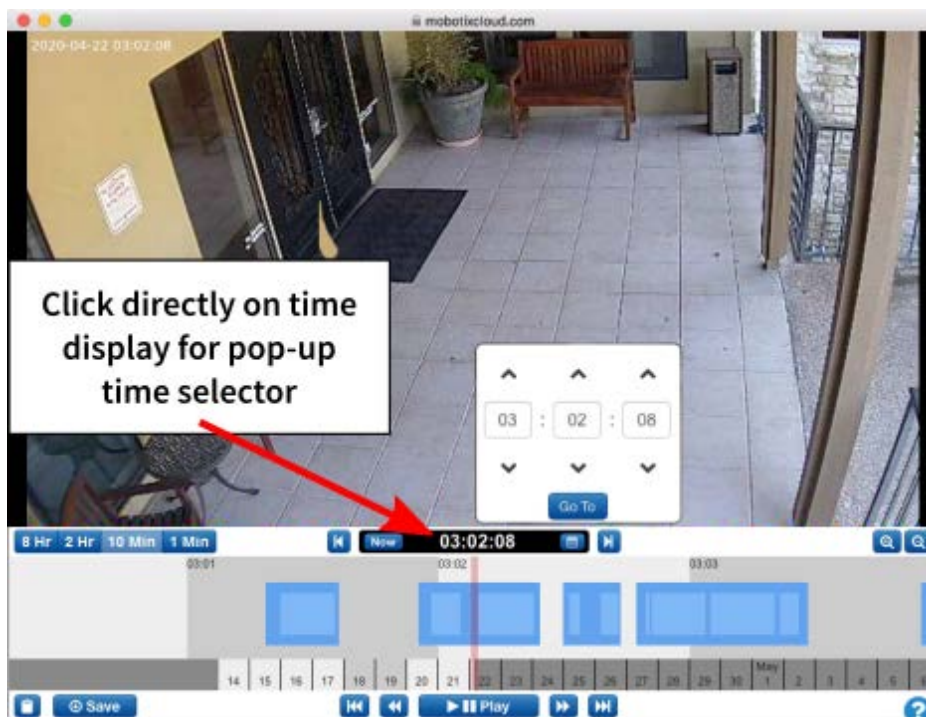 mobotixcloud.com
2020-04-22 03:02:08
Click directly on time
display for pop-up
time selector
03 : 02 : 08
Go To
8 Hr 2 Hr 10 Min 1 Min
Now 03:02:08
03:01 03:02 03:03
May
14 15 16 17 18 19 20 21 22 23 24 25 26 27 28 29 30 1 2 3 4 5
Save Play ?